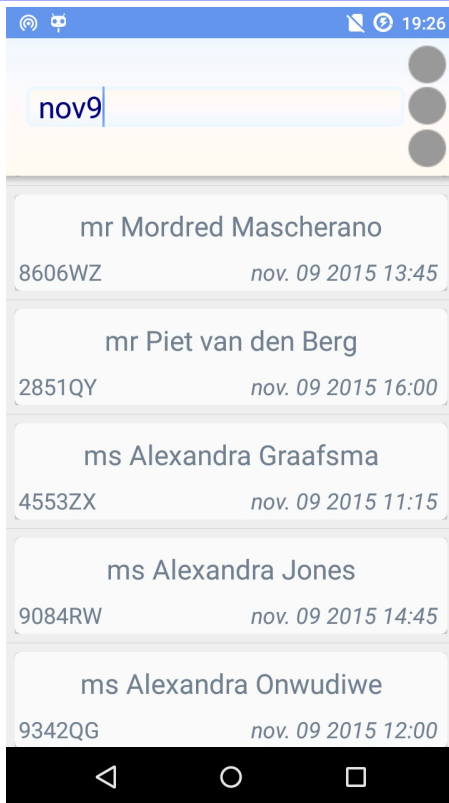 19:26
nov9
mr Mordred Mascherano
8606WZ nov. 09 2015 13:45
mr Piet van den Berg
2851QY nov. 09 2015 16:00
ms Alexandra Graafsma
4553ZX nov. 09 2015 11:15
ms Alexandra Jones
9084RW nov. 09 2015 14:45
ms Alexandra Onwudiwe
9342QG nov. 09 2015 12:00